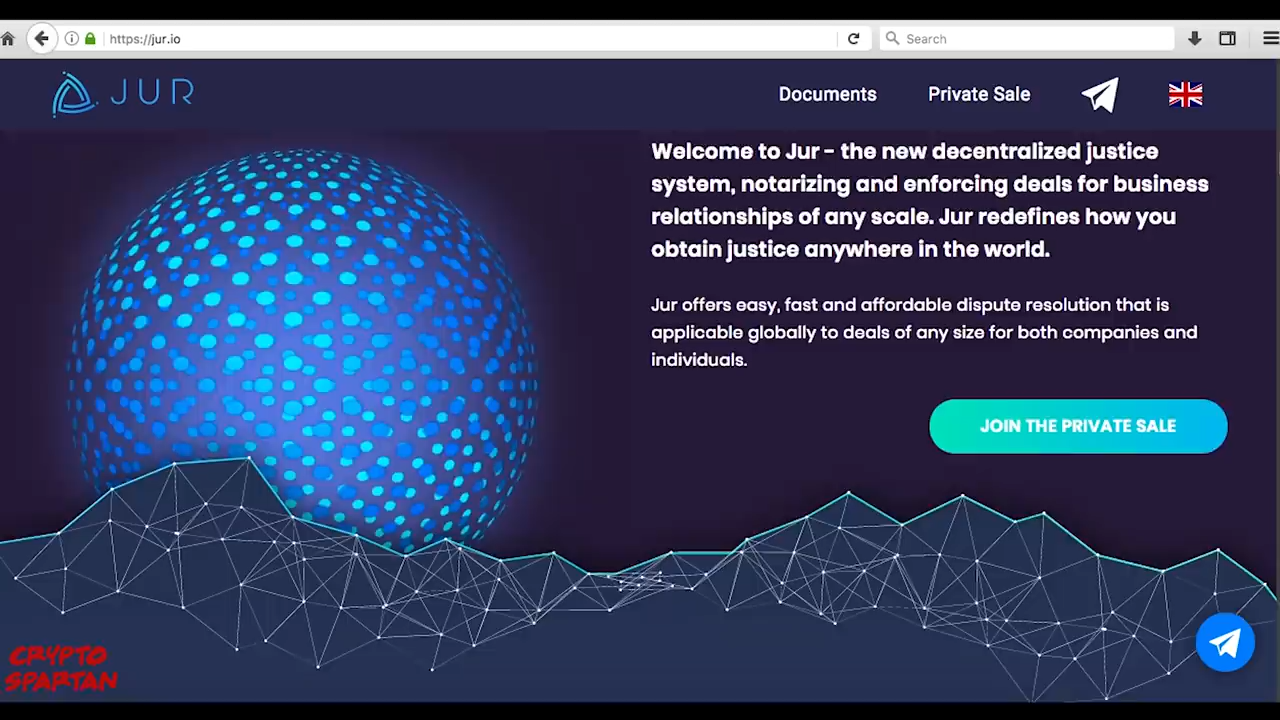 https://jur.io
Search
JUR
Documents
Private Sale
Welcome to Jur - the new decentralized justice
system, notarizing and enforcing deals for business
relationships of any scale. Jur redefines how you
obtain justice anywhere in the world.
Jur offers easy, fast and affordable dispute resolution that is
applicable globally to deals of any size for both companies and
individuals.
JOIN THE PRIVATE SALE
CRYPTO
SPARTAN